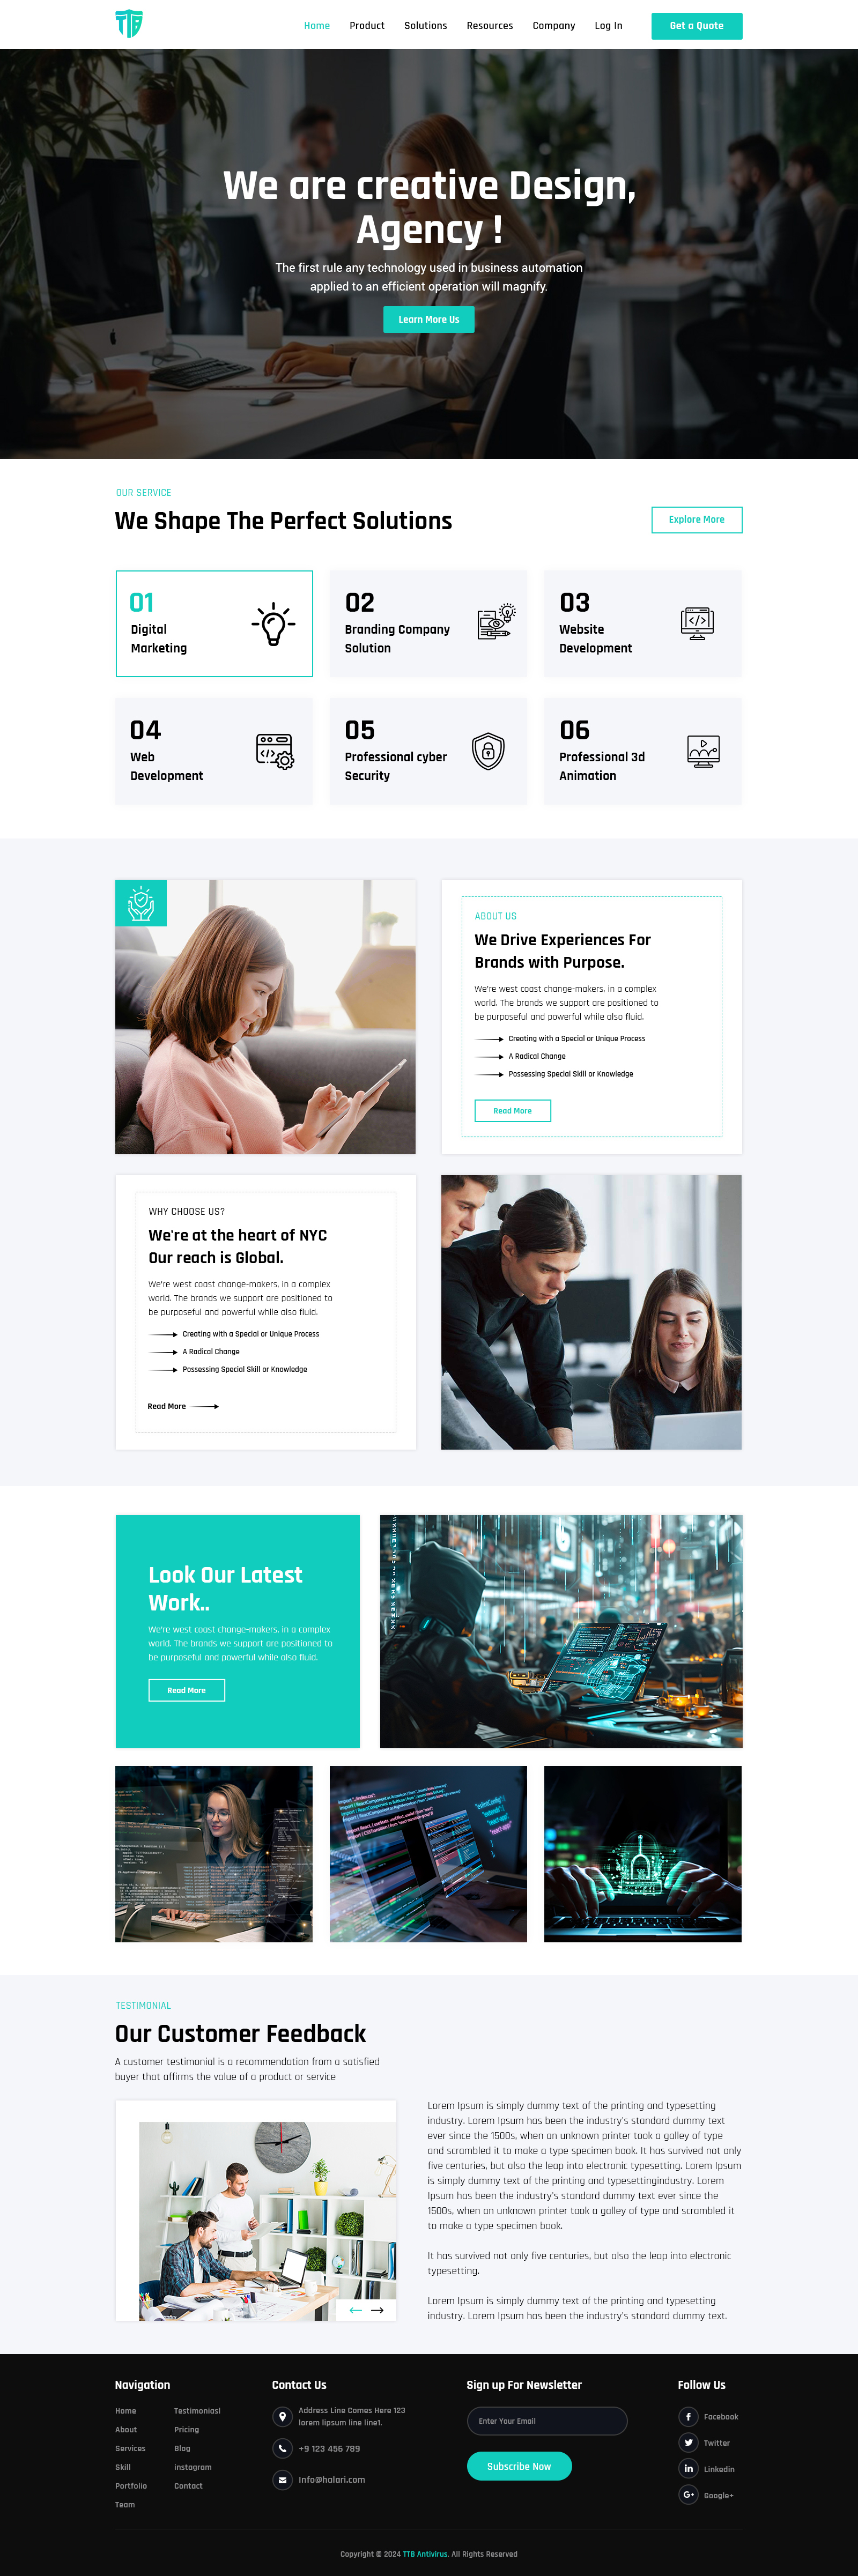 TTB
Home Product Solutions Resources Company Log In Get a Quote
We are creative Design,
Agency !
The first rule any technology used in business automation
applied to an efficient operation will magnify.
Learn More Us
OUR SERVICE
We Shape The Perfect Solutions
Explore More
01
Digital
Marketing
02
Branding Company
Solution
03
Website
Development
04
Web
Development
05
Professional cyber
Security
06
Professional 3d
Animation
ABOUT US
We Drive Experiences For
Brands with Purpose.
We're west coast change-makers, in a complex
world. The brands we support are positioned to
be purposeful and powerful while also fluid.
Creating with a Special or Unique Process
A Radical Change
Possessing Special Skill or Knowledge
Read More
WHY CHOOSE US?
We're at the heart of NYC
Our reach is Global.
We're west coast change-makers, in a complex
world. The brands we support are positioned to
be purposeful and powerful while also fluid.
Creating with a Special or Unique Process
A Radical Change
Possessing Special Skill or Knowledge
Read More
Look Our Latest
Work..
We're west coast change-makers, in a complex
world. The brands we support are positioned to
be purposeful and powerful while also fluid.
Read More
TESTIMONIAL
Our Customer Feedback
A customer testimonial is a recommendation from a satisfied
buyer that affirms the value of a product or service
Lorem Ipsum is simply dummy text of the printing and typesetting
industry. Lorem Ipsum has been the industry's standard dummy text
ever since the 1500s, when an unknown printer took a galley of type
and scrambled it to make a type specimen book. It has survived not only
five centuries, but also the leap into electronic typesetting. Lorem Ipsum
is simply dummy text of the printing and typesettingindustry. Lorem
Ipsum has been the industry's standard dummy text ever since the
1500s, when an unknown printer took a galley of type and scrambled it
to make a type specimen book.
It has survived not only five centuries, but also the leap into electronic
typesetting.
Lorem Ipsum is simply dummy text of the printing and typesetting
industry. Lorem Ipsum has been the industry's standard dummy text.
Navigation
Home
About
Services
Skill
Portfolio
Team
Testimoniasl
Pricing
Blog
instagram
Contact
Contact Us
Address Line Comes Here 123
lorem lipsum line line1.
+9 123 456 789
Info@halari.com
Sign up For Newsletter
Enter Your Email
Subscribe Now
Follow Us
Facebook
Twitter
Linkedin
Google+
Copyright © 2024 TTB Antivirus. All Rights Reserved